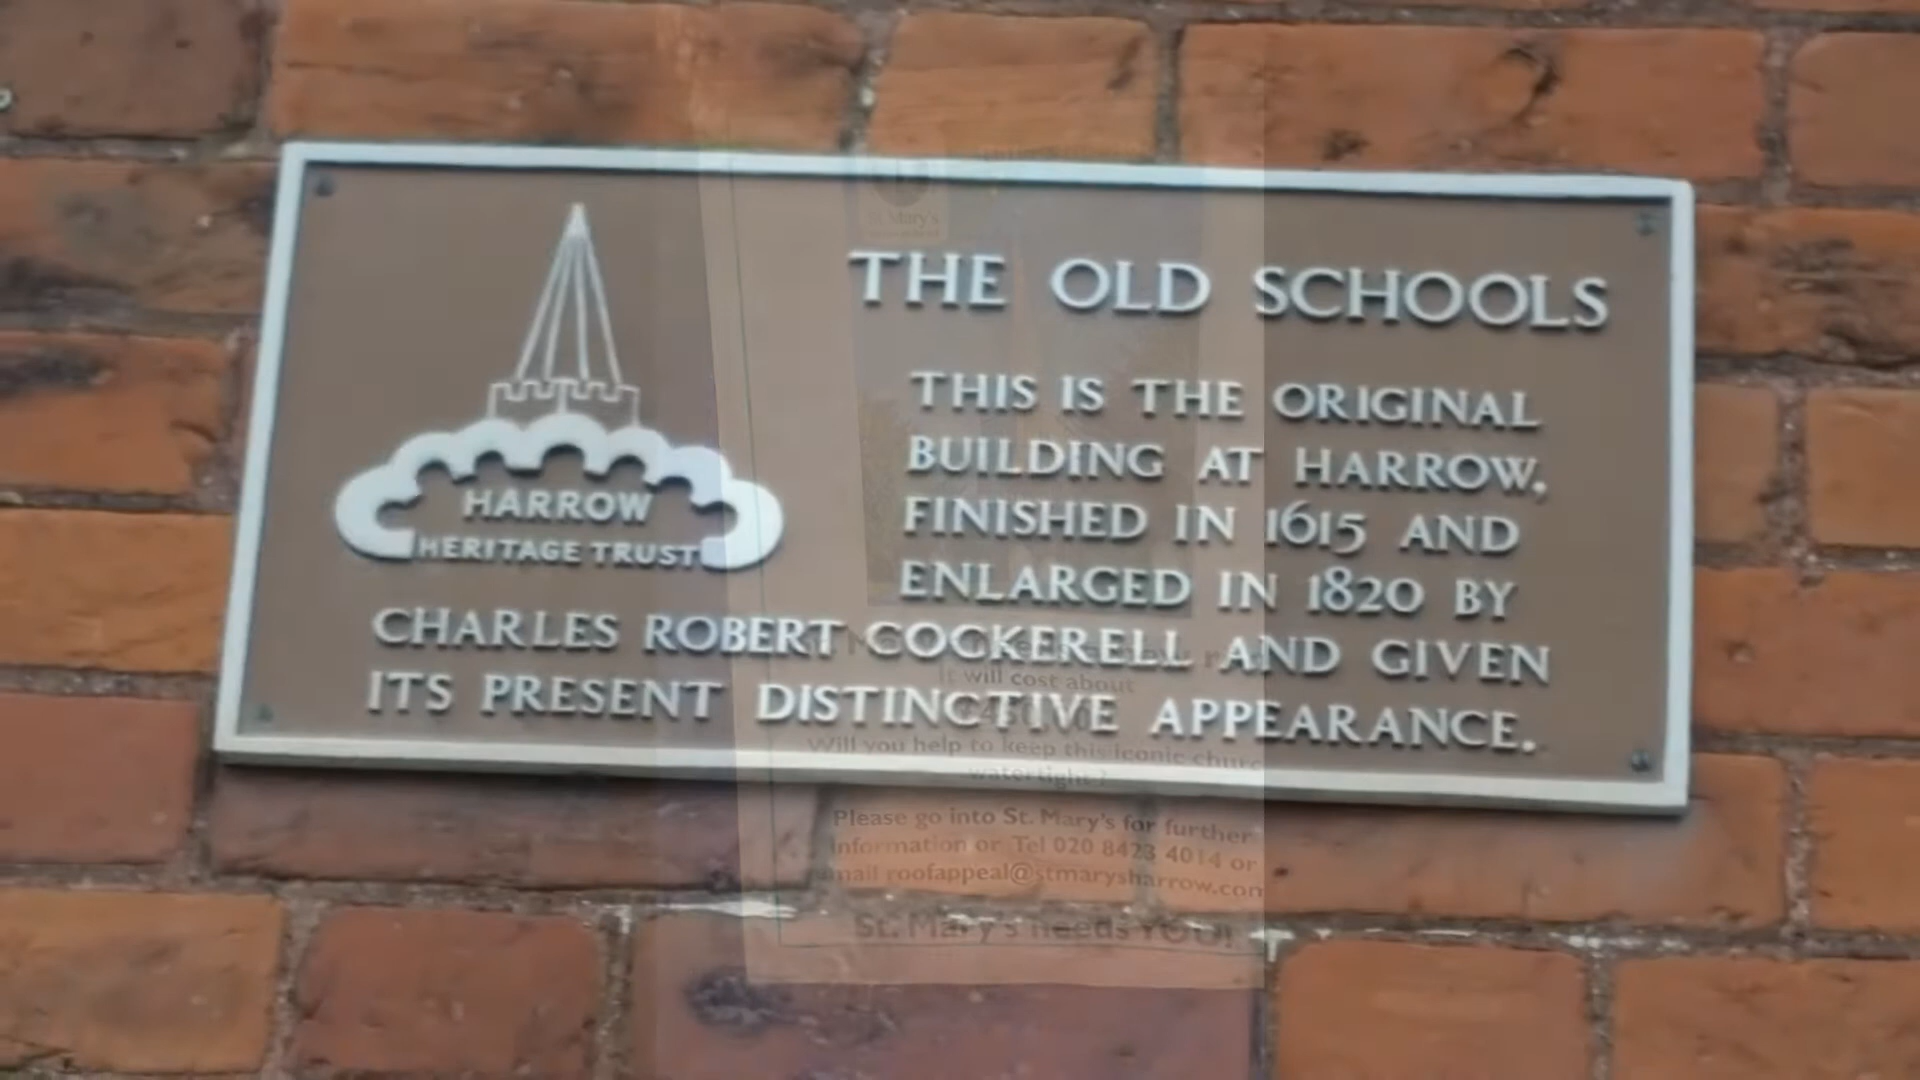 THE OLD SCHOOLS
THIS IS THE ORIGINAL
BUILDING AT HARROW,
FINISHED IN 1615 AND
ENLARGED IN 1820 BY
CHARLES ROBERT COCKERELL AND GIVEN
ITS PRESENT DISTINCTIVE APPEARANCE.
HARROW
HERITAGE TRUST
St. Mary's
It will cost about
Will you help to keep this iconic
watertight?
Please go into St. Mary's for further
information or Tel 020 8423 4014 or
roofappeal@stmarysharrow.com
St. Mary's needs YOU!